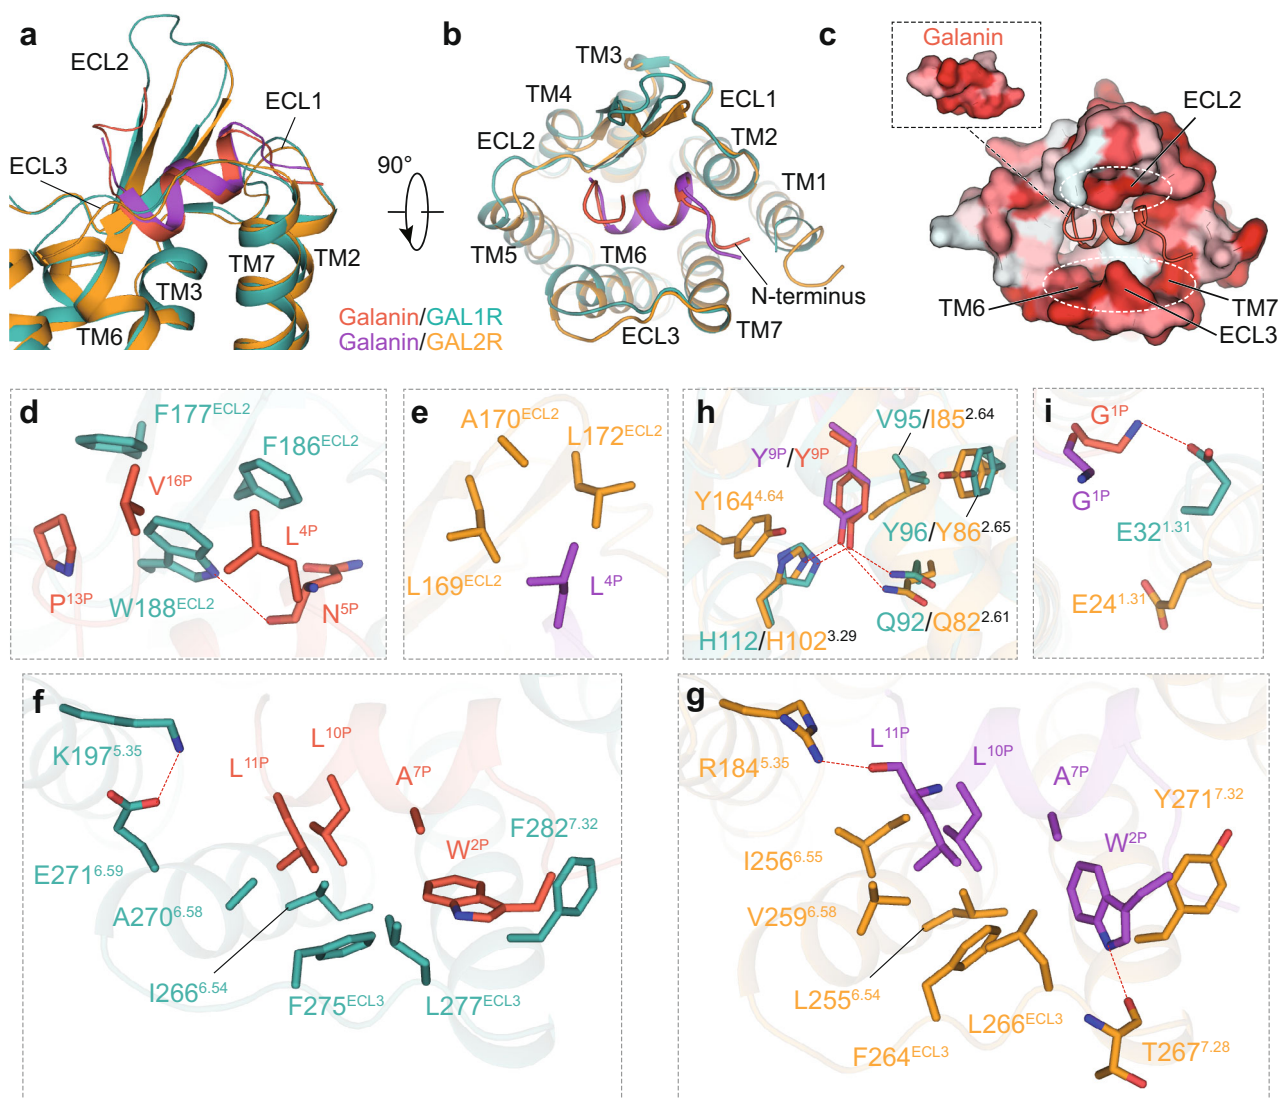 a
ECL2
ECL1
ECL3
TM7
TM2
TM3
TM6
90°
Galanin/GAL1R
Galanin/GAL2R
b
TM3
TM4
ECL1
ECL2
TM2
TM1
TM5
TM6
N-terminus
ECL3
TM7
c
Galanin
ECL2
TM6
TM7
ECL3
d
F177ECL2
F186ECL2
V16P
L4P
P13P
W188ECL2
N5P
e
A170ECL2
L172ECL2
L169ECL2
L4P
h
V95/I852.64
Y9P/Y9P
Y1644.64
Y96/Y862.65
Q92/Q822.61
H112/H1023.29
i
G1P
G1P
E321.31
E241.31
f
K1975.35
L10P
L11P
A7P
F2827.32
W2P
E2716.59
A2706.58
I2666.54
F275ECL3
L277ECL3
g
L11P
R1845.35
L10P
A7P
Y2717.32
I2566.55
W2P
V2596.58
L2556.54
L266ECL3
F264ECL3
T2677.28